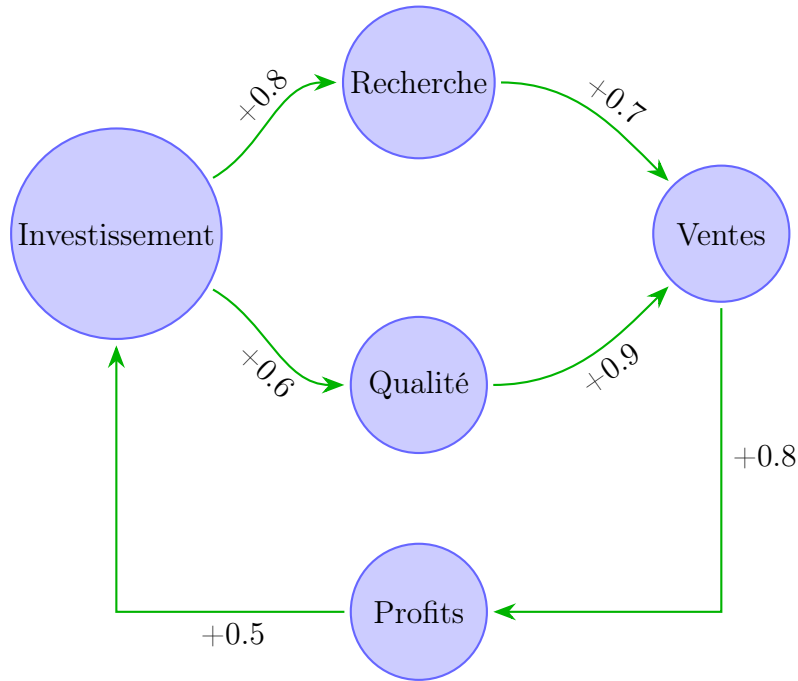 Recherche
+0.8
+0.7
Investissement
Ventes
+0.6
Qualité
+0.9
+0.8
Profits
+0.5